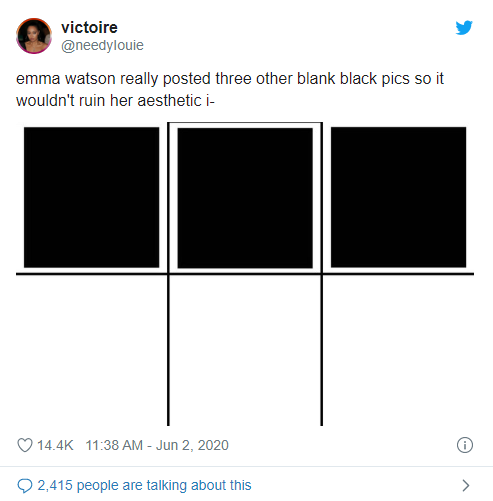 victoire
@needylouie
emma watson really posted three other blank black pics so it
wouldn't ruin her aesthetic i-
14.4K 11:38 AM - Jun 2, 2020
2,415 people are talking about this